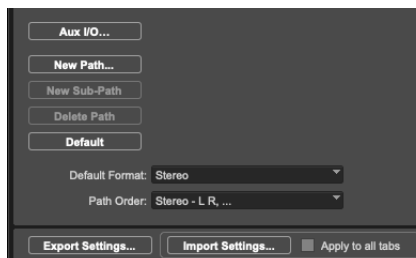 Aux I/O...
New Path...
New Sub-Path
Delete Path
Default
Default Format: Stereo
Path Order: Stereo - L R, ...
Export Settings... Import Settings... Apply to all tabs